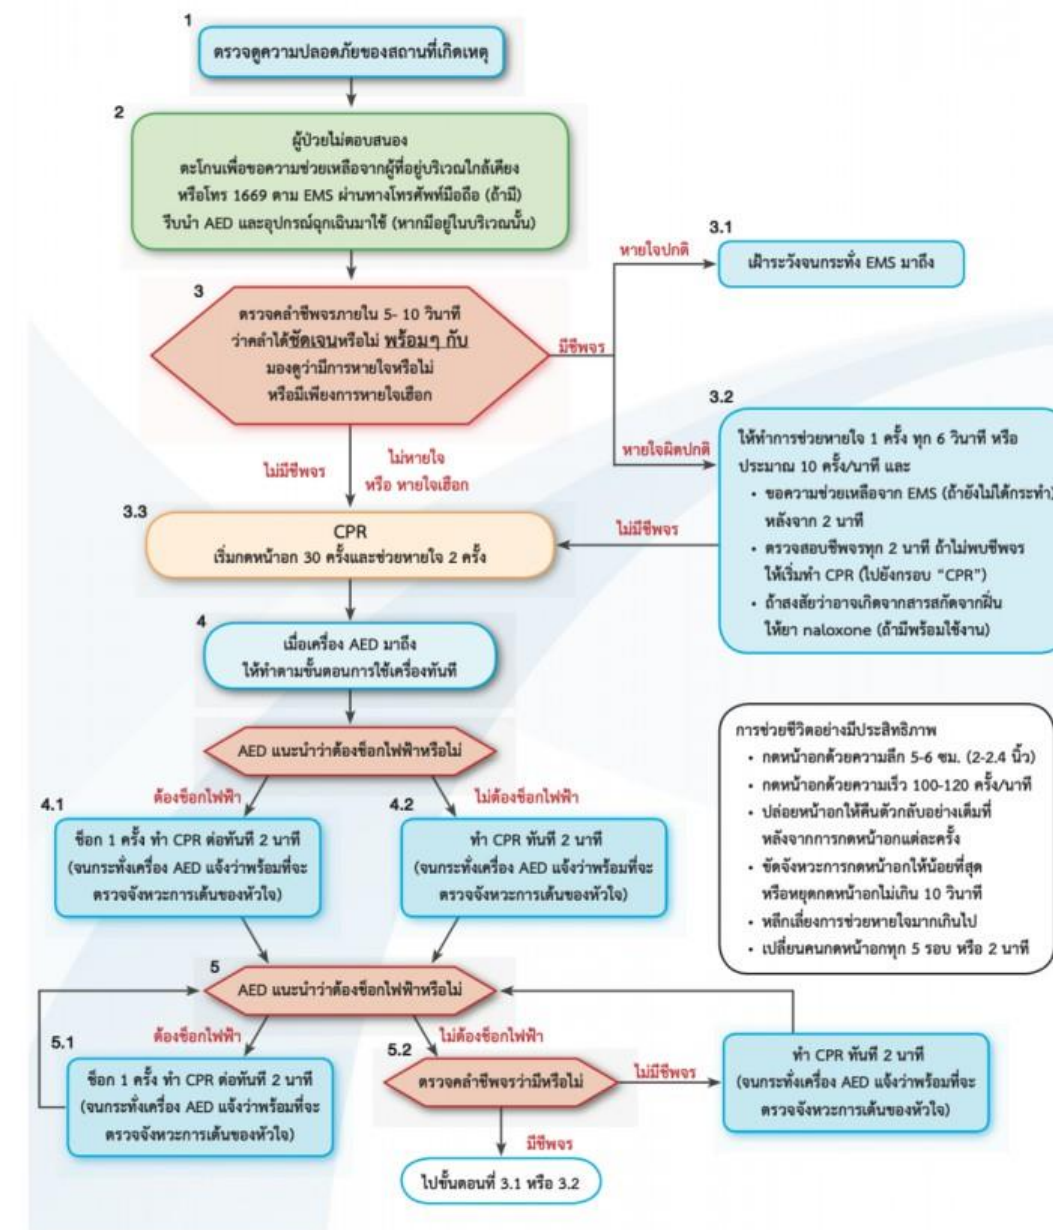 1
ตรวจดูความปลอดภัยของสถานที่เกิดเหตุ
2
ผู้ป่วยไม่ตอบสนอง
ตะโกนเพื่อขอความช่วยเหลือจากผู้ที่อยู่บริเวณใกล้เคียง
หรือโทร 1669 ตาม EMS ผ่านทางโทรศัพท์มือถือ (ถ้ามี)
รีบนำ AED และอุปกรณ์ฉุกเฉินมาใช้ (หากมีอยู่ในบริเวณนั้น)
3
ตรวจคลำชีพจรภายใน 5- 10 วินาที
ว่าคลำได้ชัดเจนหรือไม่ พร้อมๆ กับ
มองดูว่ามีการหายใจหรือไม่
หรือมีเพียงการหายใจเฮือก
มีชีพจร
หายใจปกติ
3.1
เฝ้าระวังจนกระทั่ง EMS มาถึง
หายใจผิดปกติ
3.2
ให้ทำการช่วยหายใจ 1 ครั้ง ทุก 6 วินาที หรือ
ประมาณ 10 ครั้ง/นาที และ
• ขอความช่วยเหลือจาก EMS (ถ้ายังไม่ได้กระทำ)
หลังจาก 2 นาที
• ตรวจสอบชีพจรทุก 2 นาที ถ้าไม่พบชีพจร
ให้เริ่มทำ CPR (ไปยังกรอบ “CPR”)
• ถ้าสงสัยว่าอาจเกิดจากสารสกัดจากฝิ่น
ให้ยา naloxone (ถ้ามีพร้อมใช้งาน)
ไม่มีชีพจร
ไม่มีชีพจร
ไม่หายใจ
หรือ หายใจเฮือก
3.3
CPR
เริ่มกดหน้าอก 30 ครั้งและช่วยหายใจ 2 ครั้ง
4
เมื่อเครื่อง AED มาถึง
ให้ทำตามขั้นตอนการใช้เครื่องทันที
AED แนะนำว่าต้องช็อกไฟฟ้าหรือไม่
ต้องช็อกไฟฟ้า
ไม่ต้องช็อกไฟฟ้า
4.1
ช็อก 1 ครั้ง ทำ CPR ต่อทันที 2 นาที
(จนกระทั่งเครื่อง AED แจ้งว่าพร้อมที่จะ
ตรวจจังหวะการเต้นของหัวใจ)
4.2
ทำ CPR ทันที 2 นาที
(จนกระทั่งเครื่อง AED แจ้งว่าพร้อมที่จะ
ตรวจจังหวะการเต้นของหัวใจ)
การช่วยชีวิตอย่างมีประสิทธิภาพ
• กดหน้าอกด้วยความลึก 5-6 ซม. (2-2.4 นิ้ว)
• กดหน้าอกด้วยความเร็ว 100-120 ครั้ง/นาที
• ปล่อยหน้าอกให้คืนตัวกลับอย่างเต็มที่
หลังจากการกดหน้าอกแต่ละครั้ง
• ขัดจังหวะการกดหน้าอกให้น้อยที่สุด
หรือหยุดกดหน้าอกไม่เกิน 10 วินาที
• หลีกเลี่ยงการช่วยหายใจมากเกินไป
• เปลี่ยนคนกดหน้าอกทุก 5 รอบ หรือ 2 นาที
5
AED แนะนำว่าต้องช็อกไฟฟ้าหรือไม่
ต้องช็อกไฟฟ้า
ไม่ต้องช็อกไฟฟ้า
5.1
ช็อก 1 ครั้ง ทำ CPR ต่อทันที 2 นาที
(จนกระทั่งเครื่อง AED แจ้งว่าพร้อมที่จะ
ตรวจจังหวะการเต้นของหัวใจ)
5.2
ตรวจคลำชีพจรว่ามีหรือไม่
ไม่มีชีพจร
ทำ CPR ทันที 2 นาที
(จนกระทั่งเครื่อง AED แจ้งว่าพร้อมที่จะ
ตรวจจังหวะการเต้นของหัวใจ)
มีชีพจร
ไปขั้นตอนที่ 3.1 หรือ 3.2